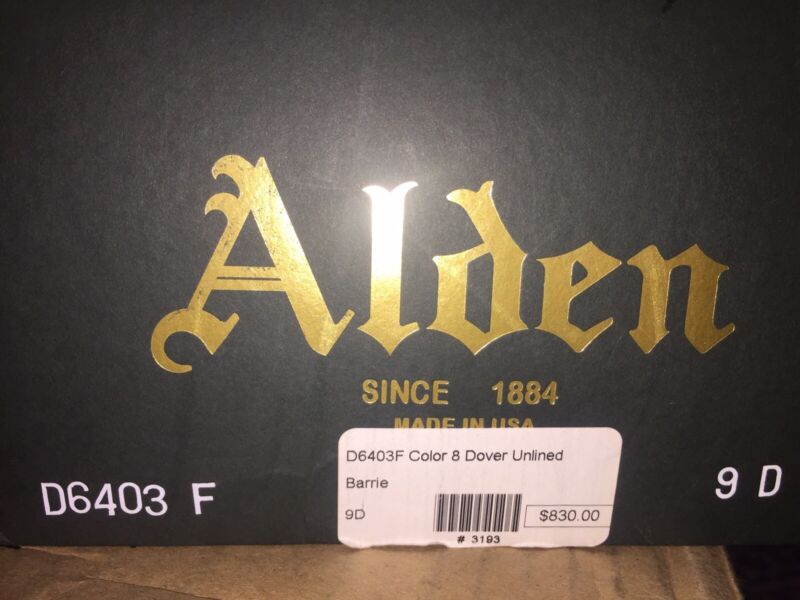 Alden
SINCE 1884
MADE IN USA
D6403F Color 8 Dover Unlined
Barrie
9D
$830.00
# 3193
D6403 F
9 D